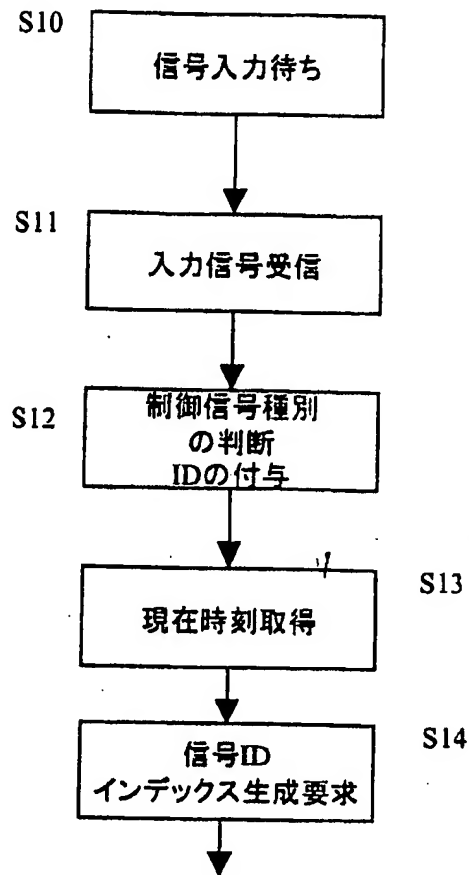 S10
信号入力待ち
S11
入力信号受信
S12
制御信号種別
の判断
IDの付与
S13
現在時刻取得
S14
信号ID
インデックス生成要求